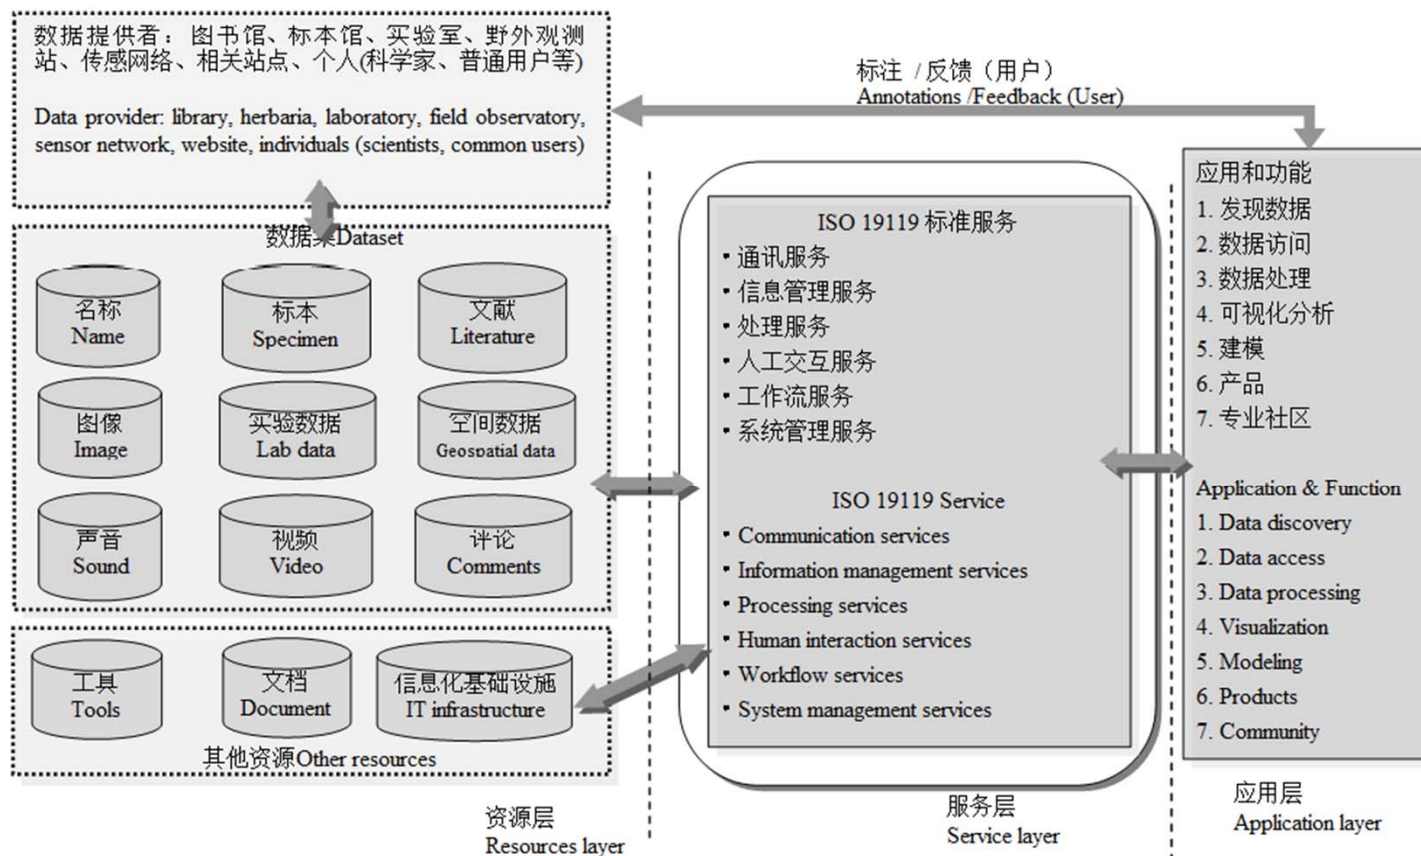 数据提供者：图书馆、标本馆、实验室、野外观测
站、传感网络、相关站点、个人(科学家、普通用户等)
Data provider: library, herbaria, laboratory, field observatory,
sensor network, website, individuals (scientists, common users)
标注 / 反馈（用户）
Annotations /Feedback (User)
数据集Dataset
名称
Name
标本
Specimen
文献
Literature
图像
Image
实验数据
Lab data
空间数据
Geospatial data
声音
Sound
视频
Video
评论
Comments
工具
Tools
文档
Document
信息化基础设施
IT infrastructure
其他资源Other resources
资源层
Resources layer
ISO 19119 标准服务
▪ 通讯服务
▪ 信息管理服务
▪ 处理服务
▪ 人工交互服务
▪ 工作流服务
▪ 系统管理服务
ISO 19119 Service
▪ Communication services
▪ Information management services
▪ Processing services
▪ Human interaction services
▪ Workflow services
▪ System management services
服务层
Service layer
应用和功能
1. 发现数据
2. 数据访问
3. 数据处理
4. 可视化分析
5. 建模
6. 产品
7. 专业社区
Application & Function
1. Data discovery
2. Data access
3. Data processing
4. Visualization
5. Modeling
6. Products
7. Community
应用层
Application layer